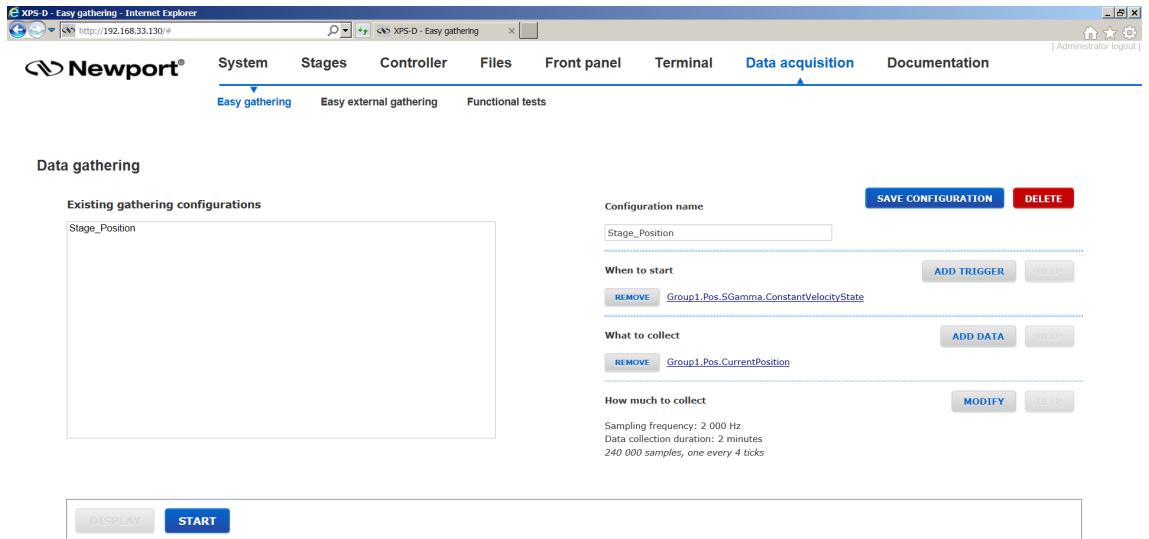 XPS-D - Easy gathering - Internet Explorer
http://192.168.33.130/#
XPS-D - Easy gathering
[ Administrator logout ]
Newport®
System Stages Controller Files Front panel Terminal Data acquisition Documentation
Easy gathering Easy external gathering Functional tests
Data gathering
Existing gathering configurations
Stage_Position
Configuration name
SAVE CONFIGURATION DELETE
Stage_Position
When to start
ADD TRIGGER HELP
REMOVE Group1.Pos.SGamma.ConstantVelocityState
What to collect
ADD DATA HELP
REMOVE Group1.Pos.CurrentPosition
How much to collect
MODIFY HELP
Sampling frequency: 2 000 Hz
Data collection duration: 2 minutes
240 000 samples, one every 4 ticks
DISPLAY START